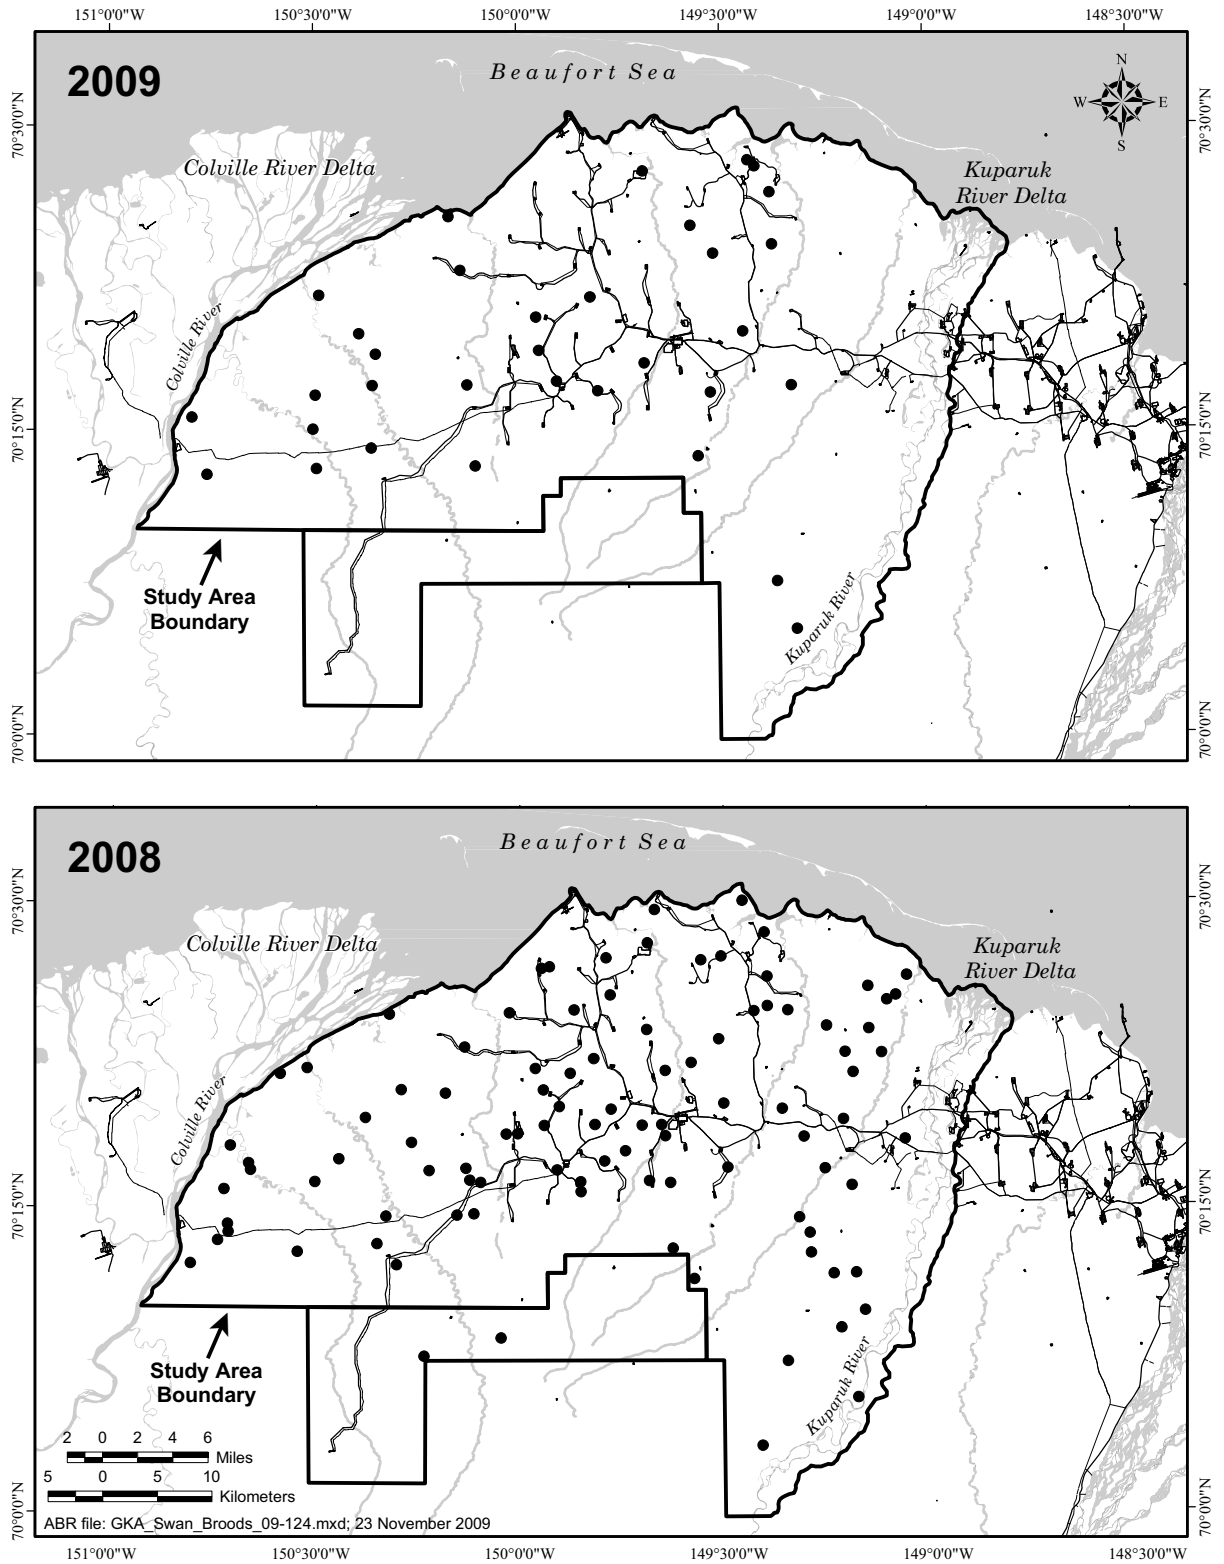 151°0'0"W 150°30'0"W 150°0'0"W 149°30'0"W 149°0'0"W 148°30'0"W
2009
Beaufort Sea
N
W E
S
70°30'0"N 70°30'0"N
Colville River Delta
Kuparuk
River Delta
Colville River
70°15'0"N 70°15'0"N
Study Area
Boundary
Kuparuk River
70°0'0"N 70°0'0"N
2008
Beaufort Sea
70°30'0"N 70°30'0"N
Colville River Delta
Kuparuk
River Delta
Colville River
70°15'0"N 70°15'0"N
Study Area
Boundary
Kuparuk River
2 0 2 4 6
Miles
5 0 5 10
Kilometers
70°0'0"N 70°0'0"N
ABR file: GKA_Swan_Broods_09-124.mxd; 23 November 2009
151°0'0"W 150°30'0"W 150°0'0"W 149°30'0"W 149°0'0"W 148°30'0"W